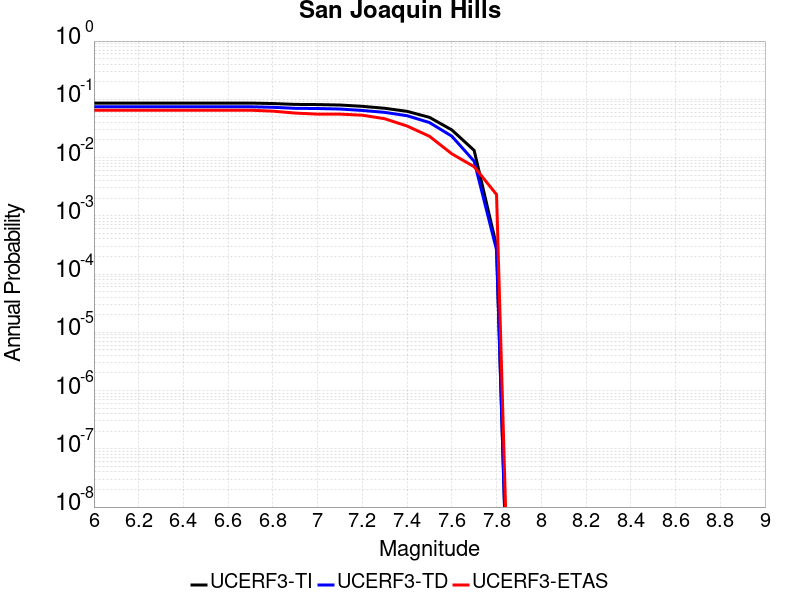 San Joaquin Hills
10^0
10^-1
10^-2
10^-3
10^-4
10^-5
10^-6
10^-7
10^-8
Annual Probability
6 6.2 6.4 6.6 6.8 7 7.2 7.4 7.6 7.8 8 8.2 8.4 8.6 8.8 9
Magnitude
UCERF3-TI UCERF3-TD UCERF3-ETAS